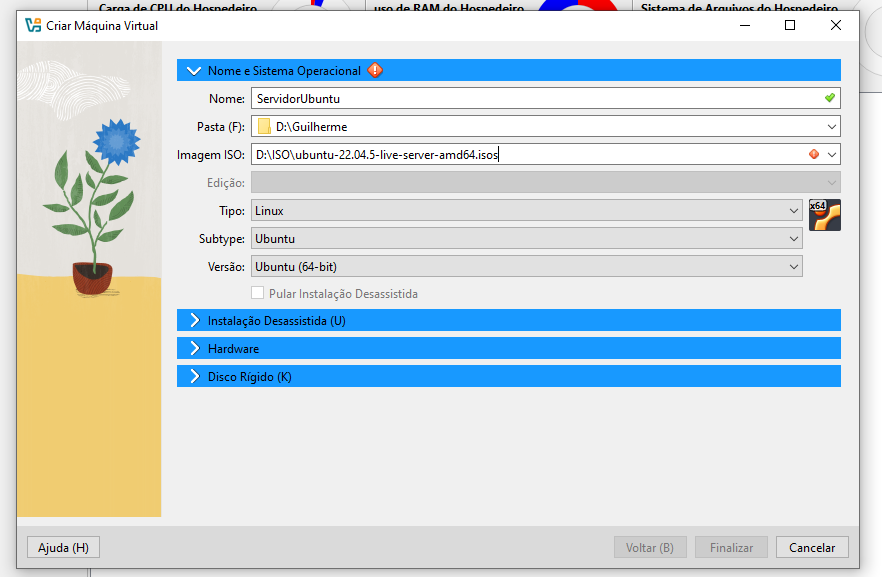 Carga de CPU do Hospedeiro uso de RAM do Hospedeiro Sistema de Arquivos do Hospedeiro
Criar Máquina Virtual
Nome e Sistema Operacional
Nome: ServidorUbuntu
Pasta (F): D:\Guilherme
Imagem ISO: D:\ISO\ubuntu-22.04.5-live-server-amd64.isos
Edição:
Tipo: Linux x64
Subtype: Ubuntu
Versão: Ubuntu (64-bit)
Pular Instalação Desassistida
Instalação Desassistida (U)
Hardware
Disco Rígido (K)
Ajuda (H) Voltar (B) Finalizar Cancelar